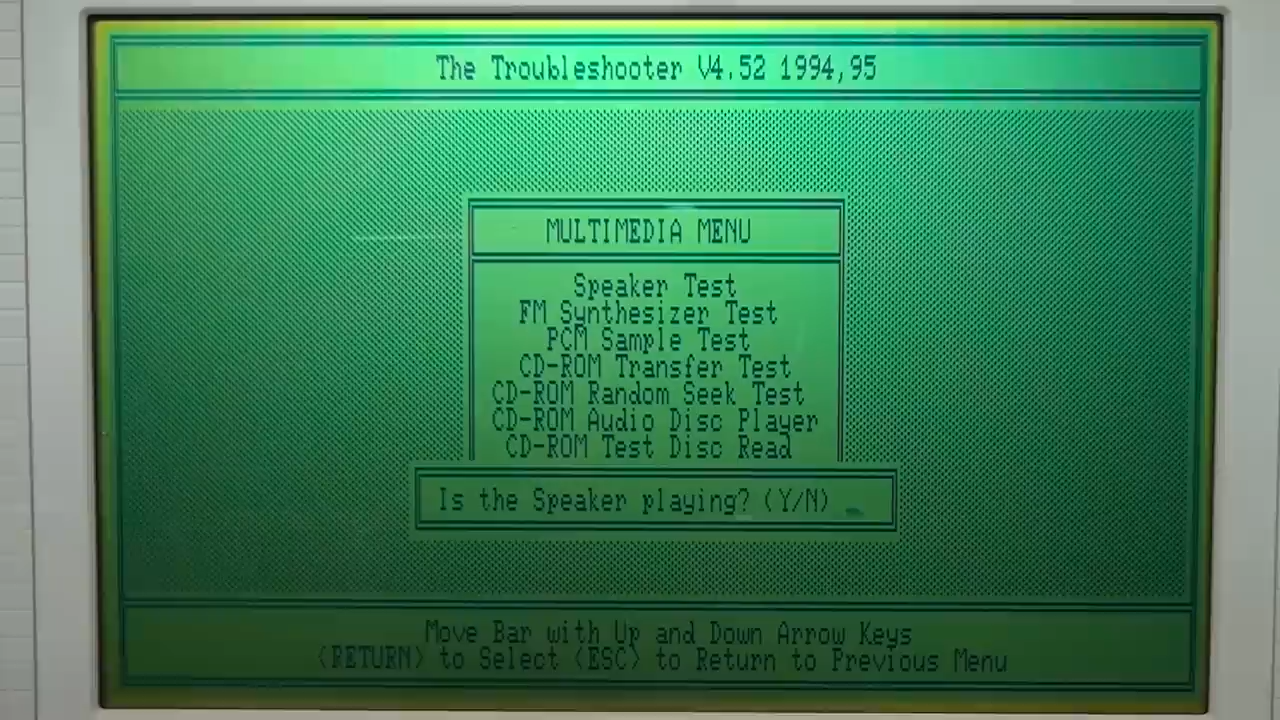 The Troubleshooter V4.52 1994,95
MULTIMEDIA MENU
Speaker Test
FM Synthesizer Test
PCM Sample Test
CD-ROM Transfer Test
CD-ROM Random Seek Test
CD-ROM Audio Disc Player
CD-ROM Test Disc Read
Is the Speaker playing? (Y/N)
Move Bar with Up and Down Arrow Keys
<RETURN> to Select <ESC> to Return to Previous Menu